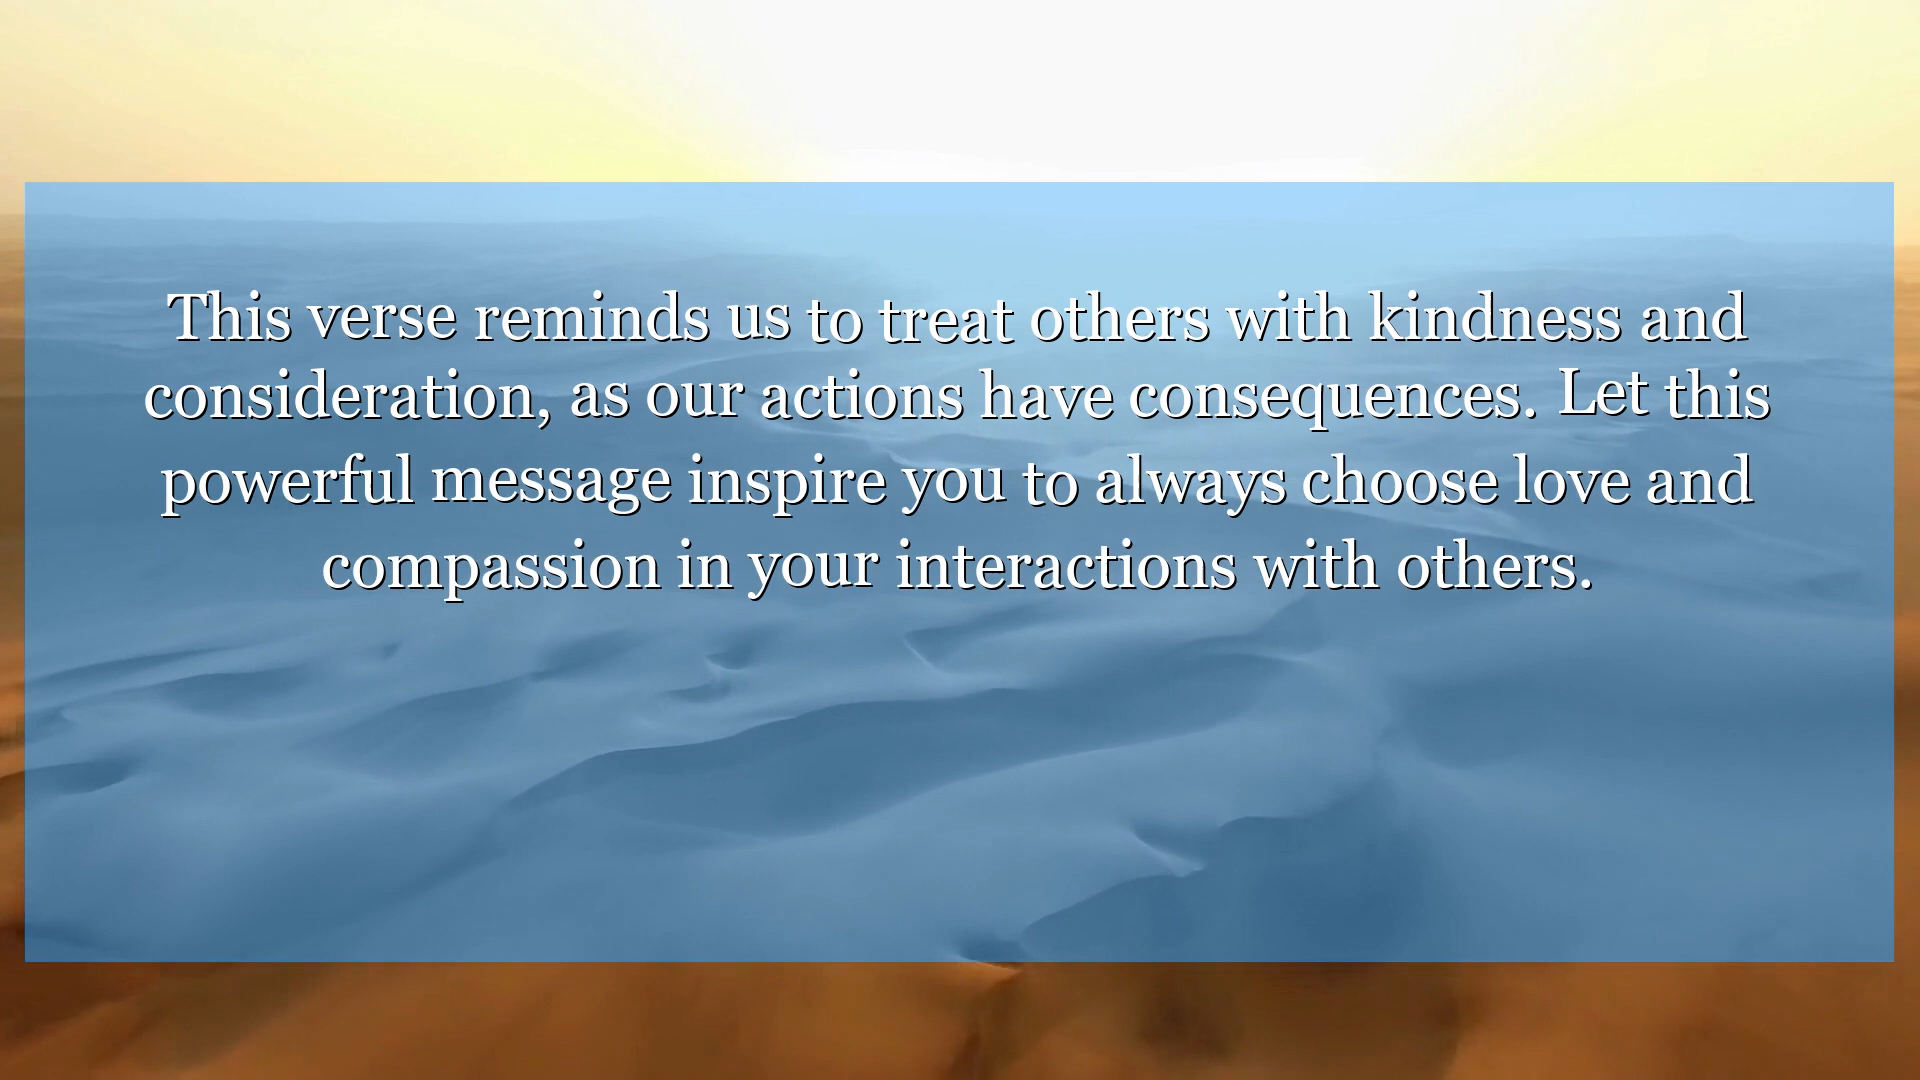 This verse reminds us to treat others with kindness and
consideration, as our actions have consequences. Let this
powerful message inspire you to always choose love and
compassion in your interactions with others.